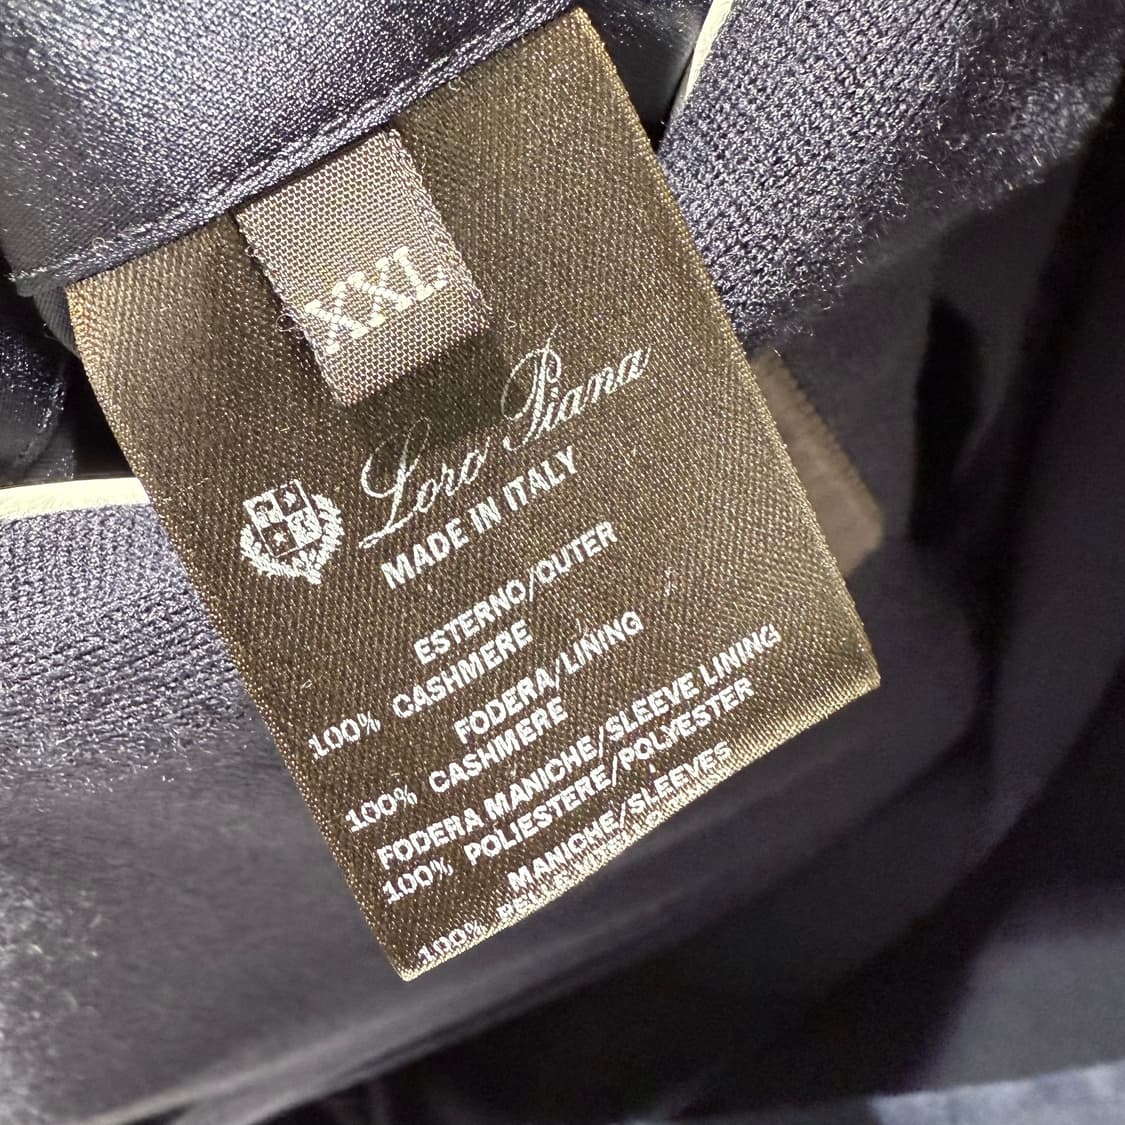 XXL
Loro Piana
MADE IN ITALY
ESTERNO/OUTER
100% CASHMERE
FODERA/LINING
100% CASHMERE
FODERA MANICHE/SLEEVE LINING
100% POLIESTERE/POLYESTER
MANICHE/SLEEVES
100%